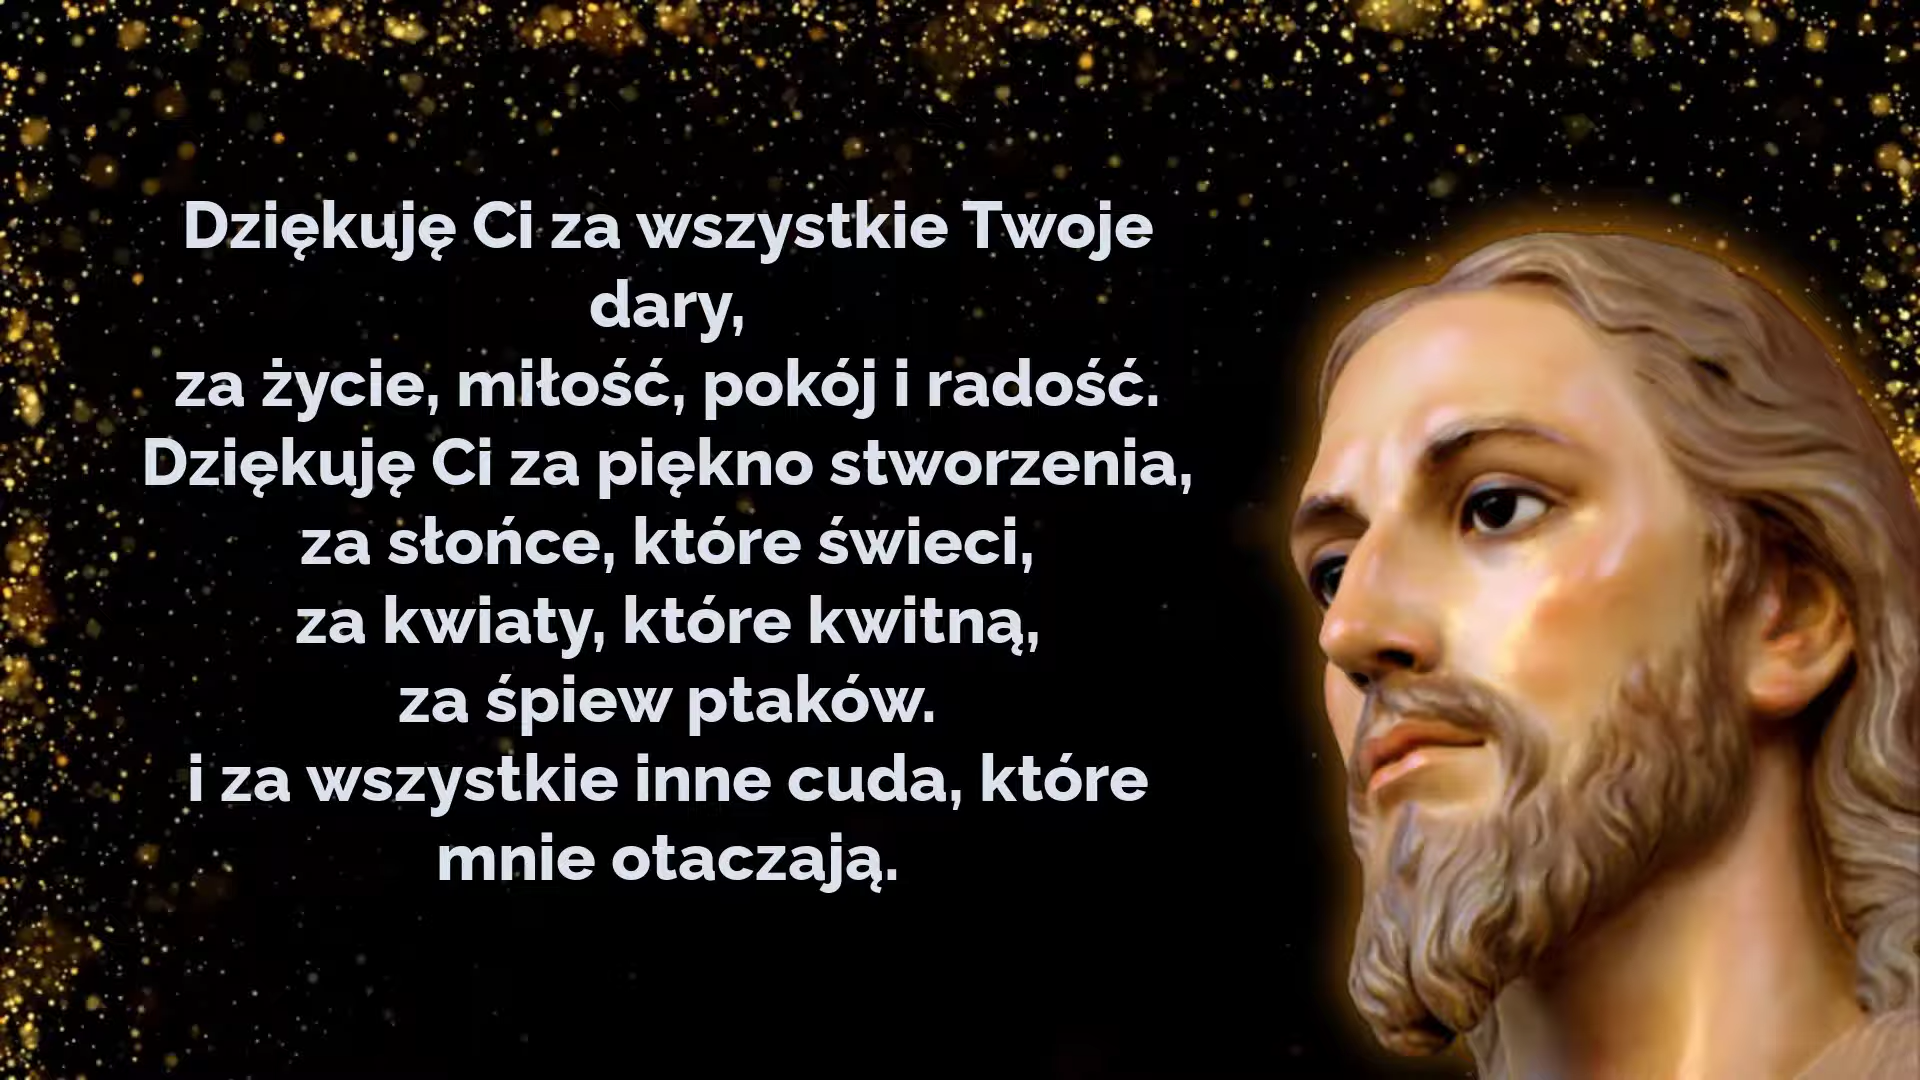 Dziękuję Ci za wszystkie Twoje
dary,
za życie, miłość, pokój i radość.
Dziękuję Ci za piękno stworzenia,
za słońce, które świeci,
za kwiaty, które kwitną,
za śpiew ptaków.
i za wszystkie inne cuda, które
mnie otaczają.